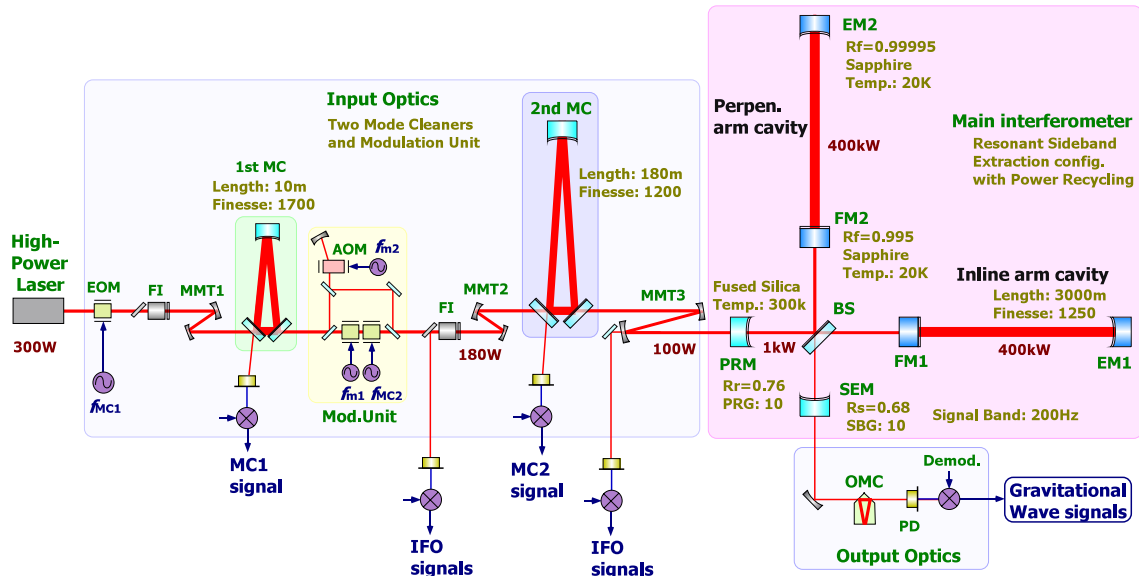 Input Optics
Two Mode Cleaners
and Modulation Unit
1st MC
Length: 10m
Finesse: 1700
2nd MC
Length: 180m
Finesse: 1200
High-
Power
Laser
300W
EOM
FI
MMT1
fMC1
MC1
signal
AOM
fm2
fm1
fMC2
Mod.Unit
FI
180W
IFO
signals
MMT2
MC2
signal
MMT3
100W
IFO
signals
EM2
Rf=0.99995
Sapphire
Temp.: 20K
Perpen.
arm cavity
400kW
Main interferometer
Resonant Sideband
Extraction config.
with Power Recycling
FM2
Rf=0.995
Sapphire
Temp.: 20K
Fused Silica
Temp.: 300k
PRM
Rr=0.76
PRG: 10
1kW
BS
Inline arm cavity
Length: 3000m
Finesse: 1250
FM1
400kW
EM1
SEM
Rs=0.68
SBG: 10
Signal Band: 200Hz
OMC
PD
Demod.
Gravitational
Wave signals
Output Optics